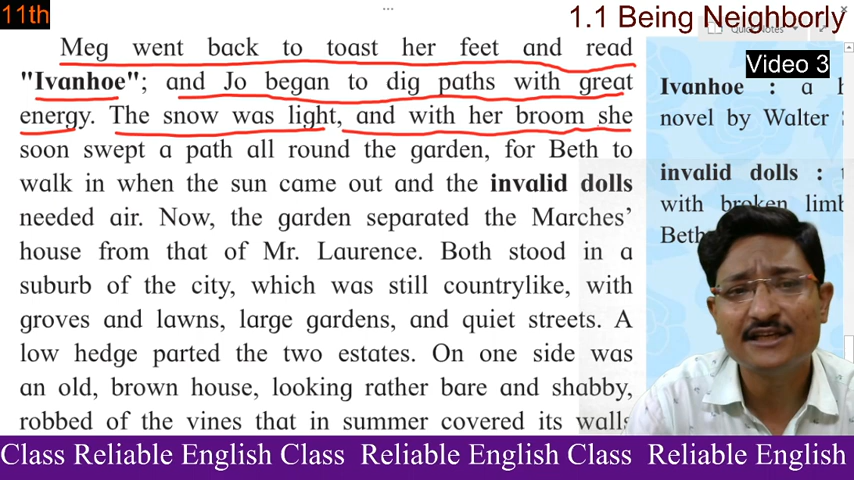 11th
1.1 Being Neighborly
Quick Notes
Video 3
Meg went back to toast her feet and read
"Ivanhoe"; and Jo began to dig paths with great
energy. The snow was light, and with her broom she
soon swept a path all round the garden, for Beth to
walk in when the sun came out and the invalid dolls
needed air. Now, the garden separated the Marches'
house from that of Mr. Laurence. Both stood in a
suburb of the city, which was still countrylike, with
groves and lawns, large gardens, and quiet streets. A
low hedge parted the two estates. On one side was
an old, brown house, looking rather bare and shabby,
robbed of the vines that in summer covered its walls
Ivanhoe : a
novel by Walter
invalid dolls :
with broken limb
Beth
Class Reliable English Class Reliable English Class Reliable English